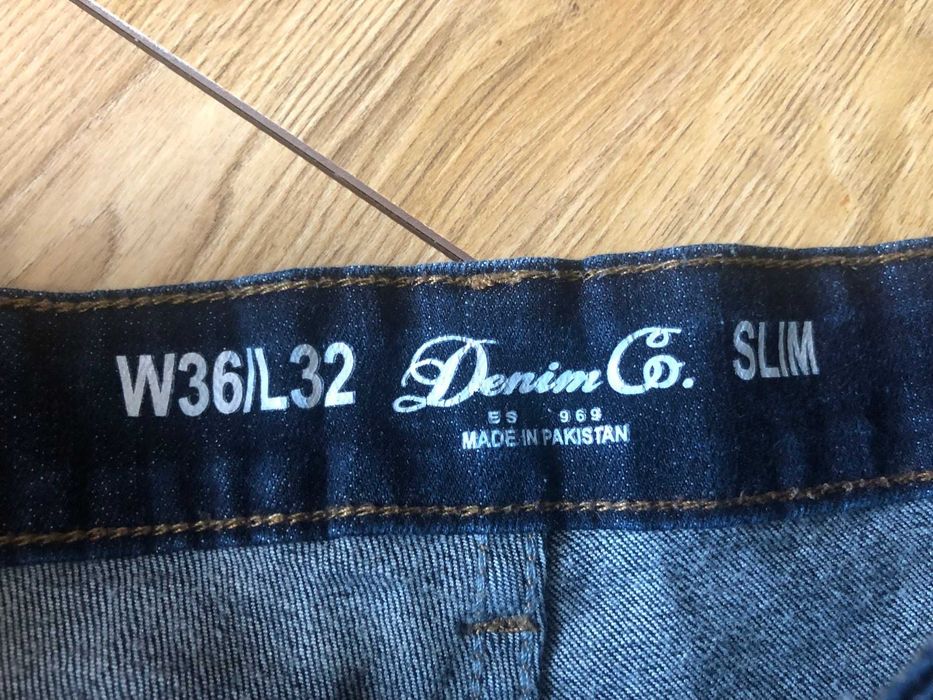 W36/L32 Denim Co. SLIM
ES 969
MADE IN PAKISTAN